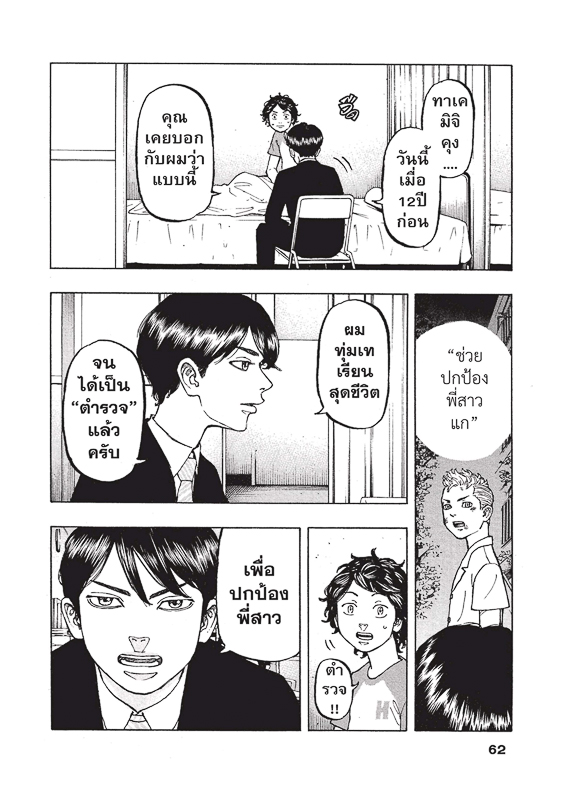 ทาเค
มิจิ
คุง
....
วันนี้
เมื่อ
12ปี
ก่อน
คุณ
เคยบอก
กับผมว่า
แบบนี้
“ช่วย
ปกป้อง
พี่สาว
แก”
ผม
ทุ่มเท
เรียน
สุดชีวิต
จน
ได้เป็น
“ตำรวจ”
แล้ว
ครับ
ตำ
รวจ
!!
H
เพื่อ
ปกป้อง
พี่สาว
62